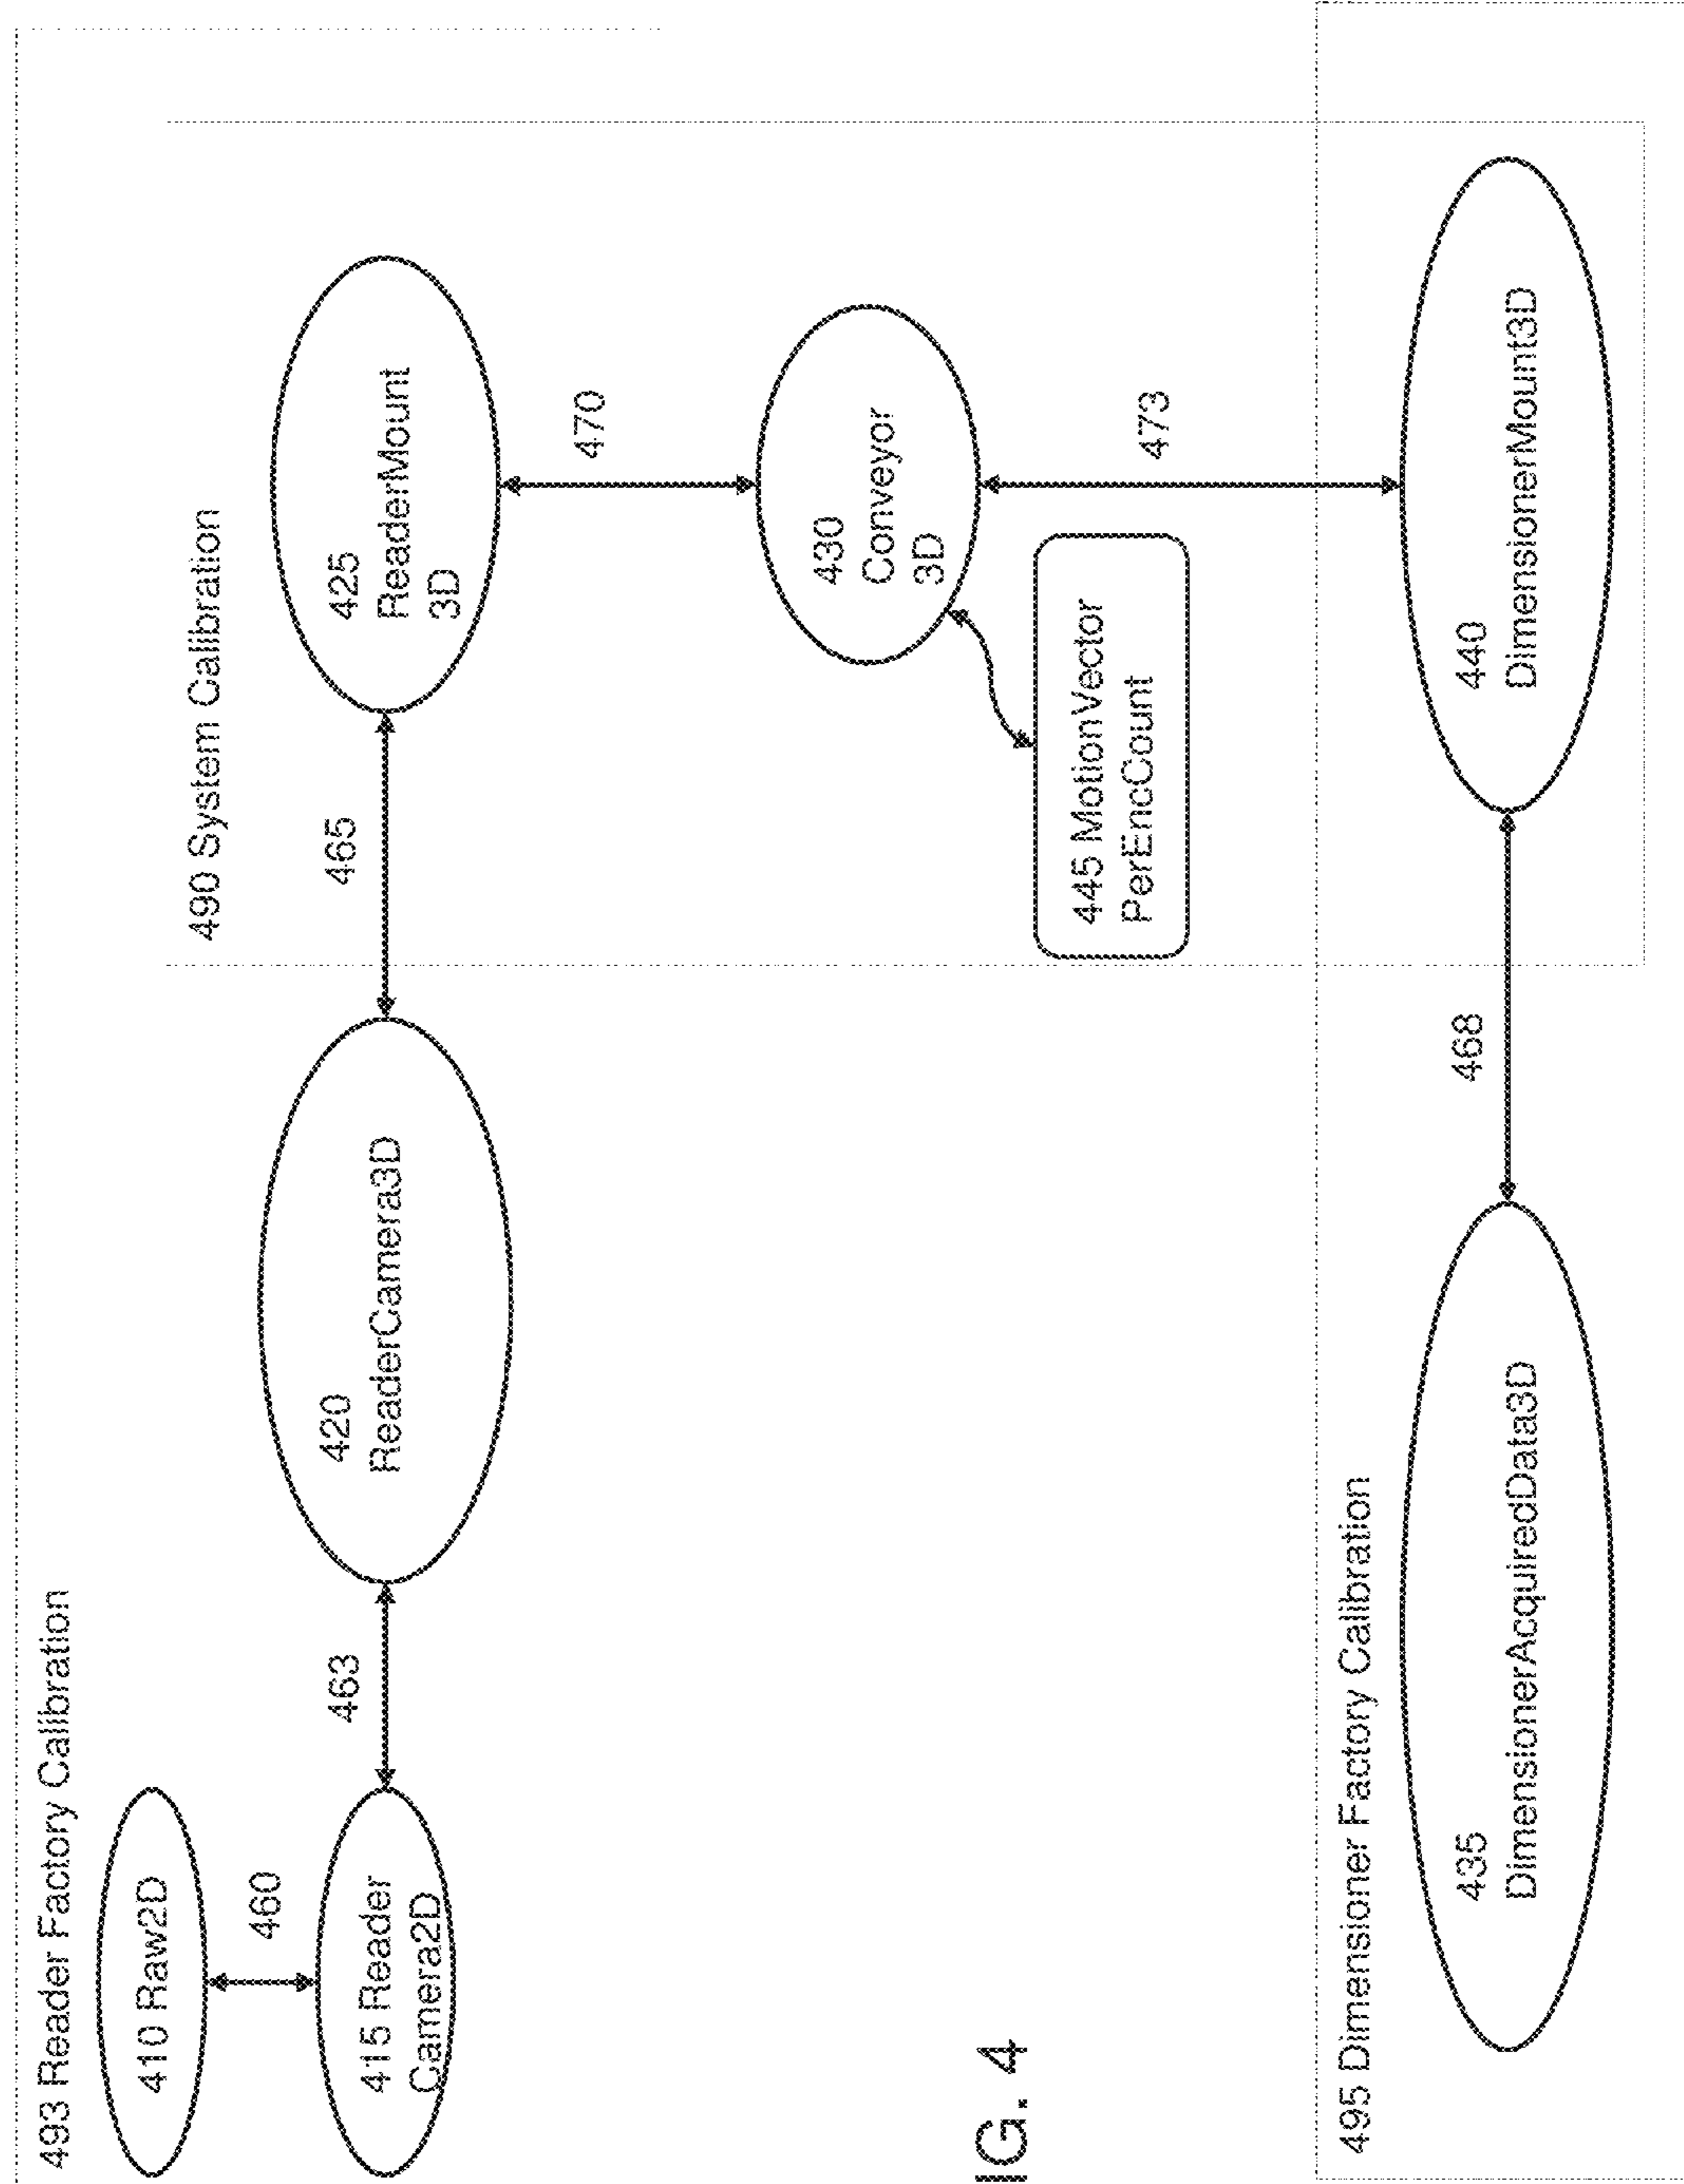 493 Reader Factory Calibration
410 Raw2D
460
415 Reader
Camera2D
463
420
ReaderCamera3D
465
490 System Calibration
425
ReaderMount
3D
470
430
Conveyor
3D
445 MotionVector
PerEncCount
473
495 Dimensioner Factory Calibration
435
DimensionerAcquiredData3D
468
440
DimensionerMount3D
IG. 4